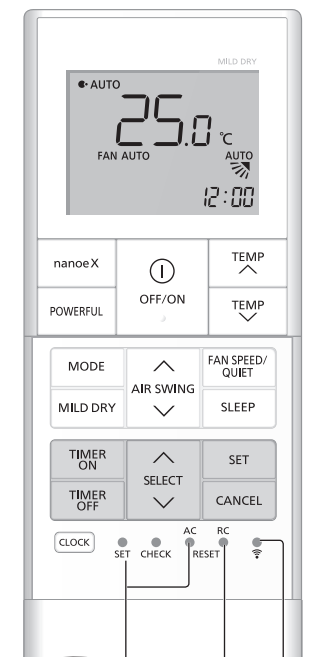 MILD DRY
AUTO
25.0 °C
FAN AUTO AUTO
12:00
nanoeX OFF/ON TEMP
POWERFUL TEMP
MODE AIR SWING FAN SPEED/
QUIET
MILD DRY SLEEP
TIMER
ON SELECT SET
TIMER
OFF CANCEL
AC RC
CLOCK SET CHECK RESET